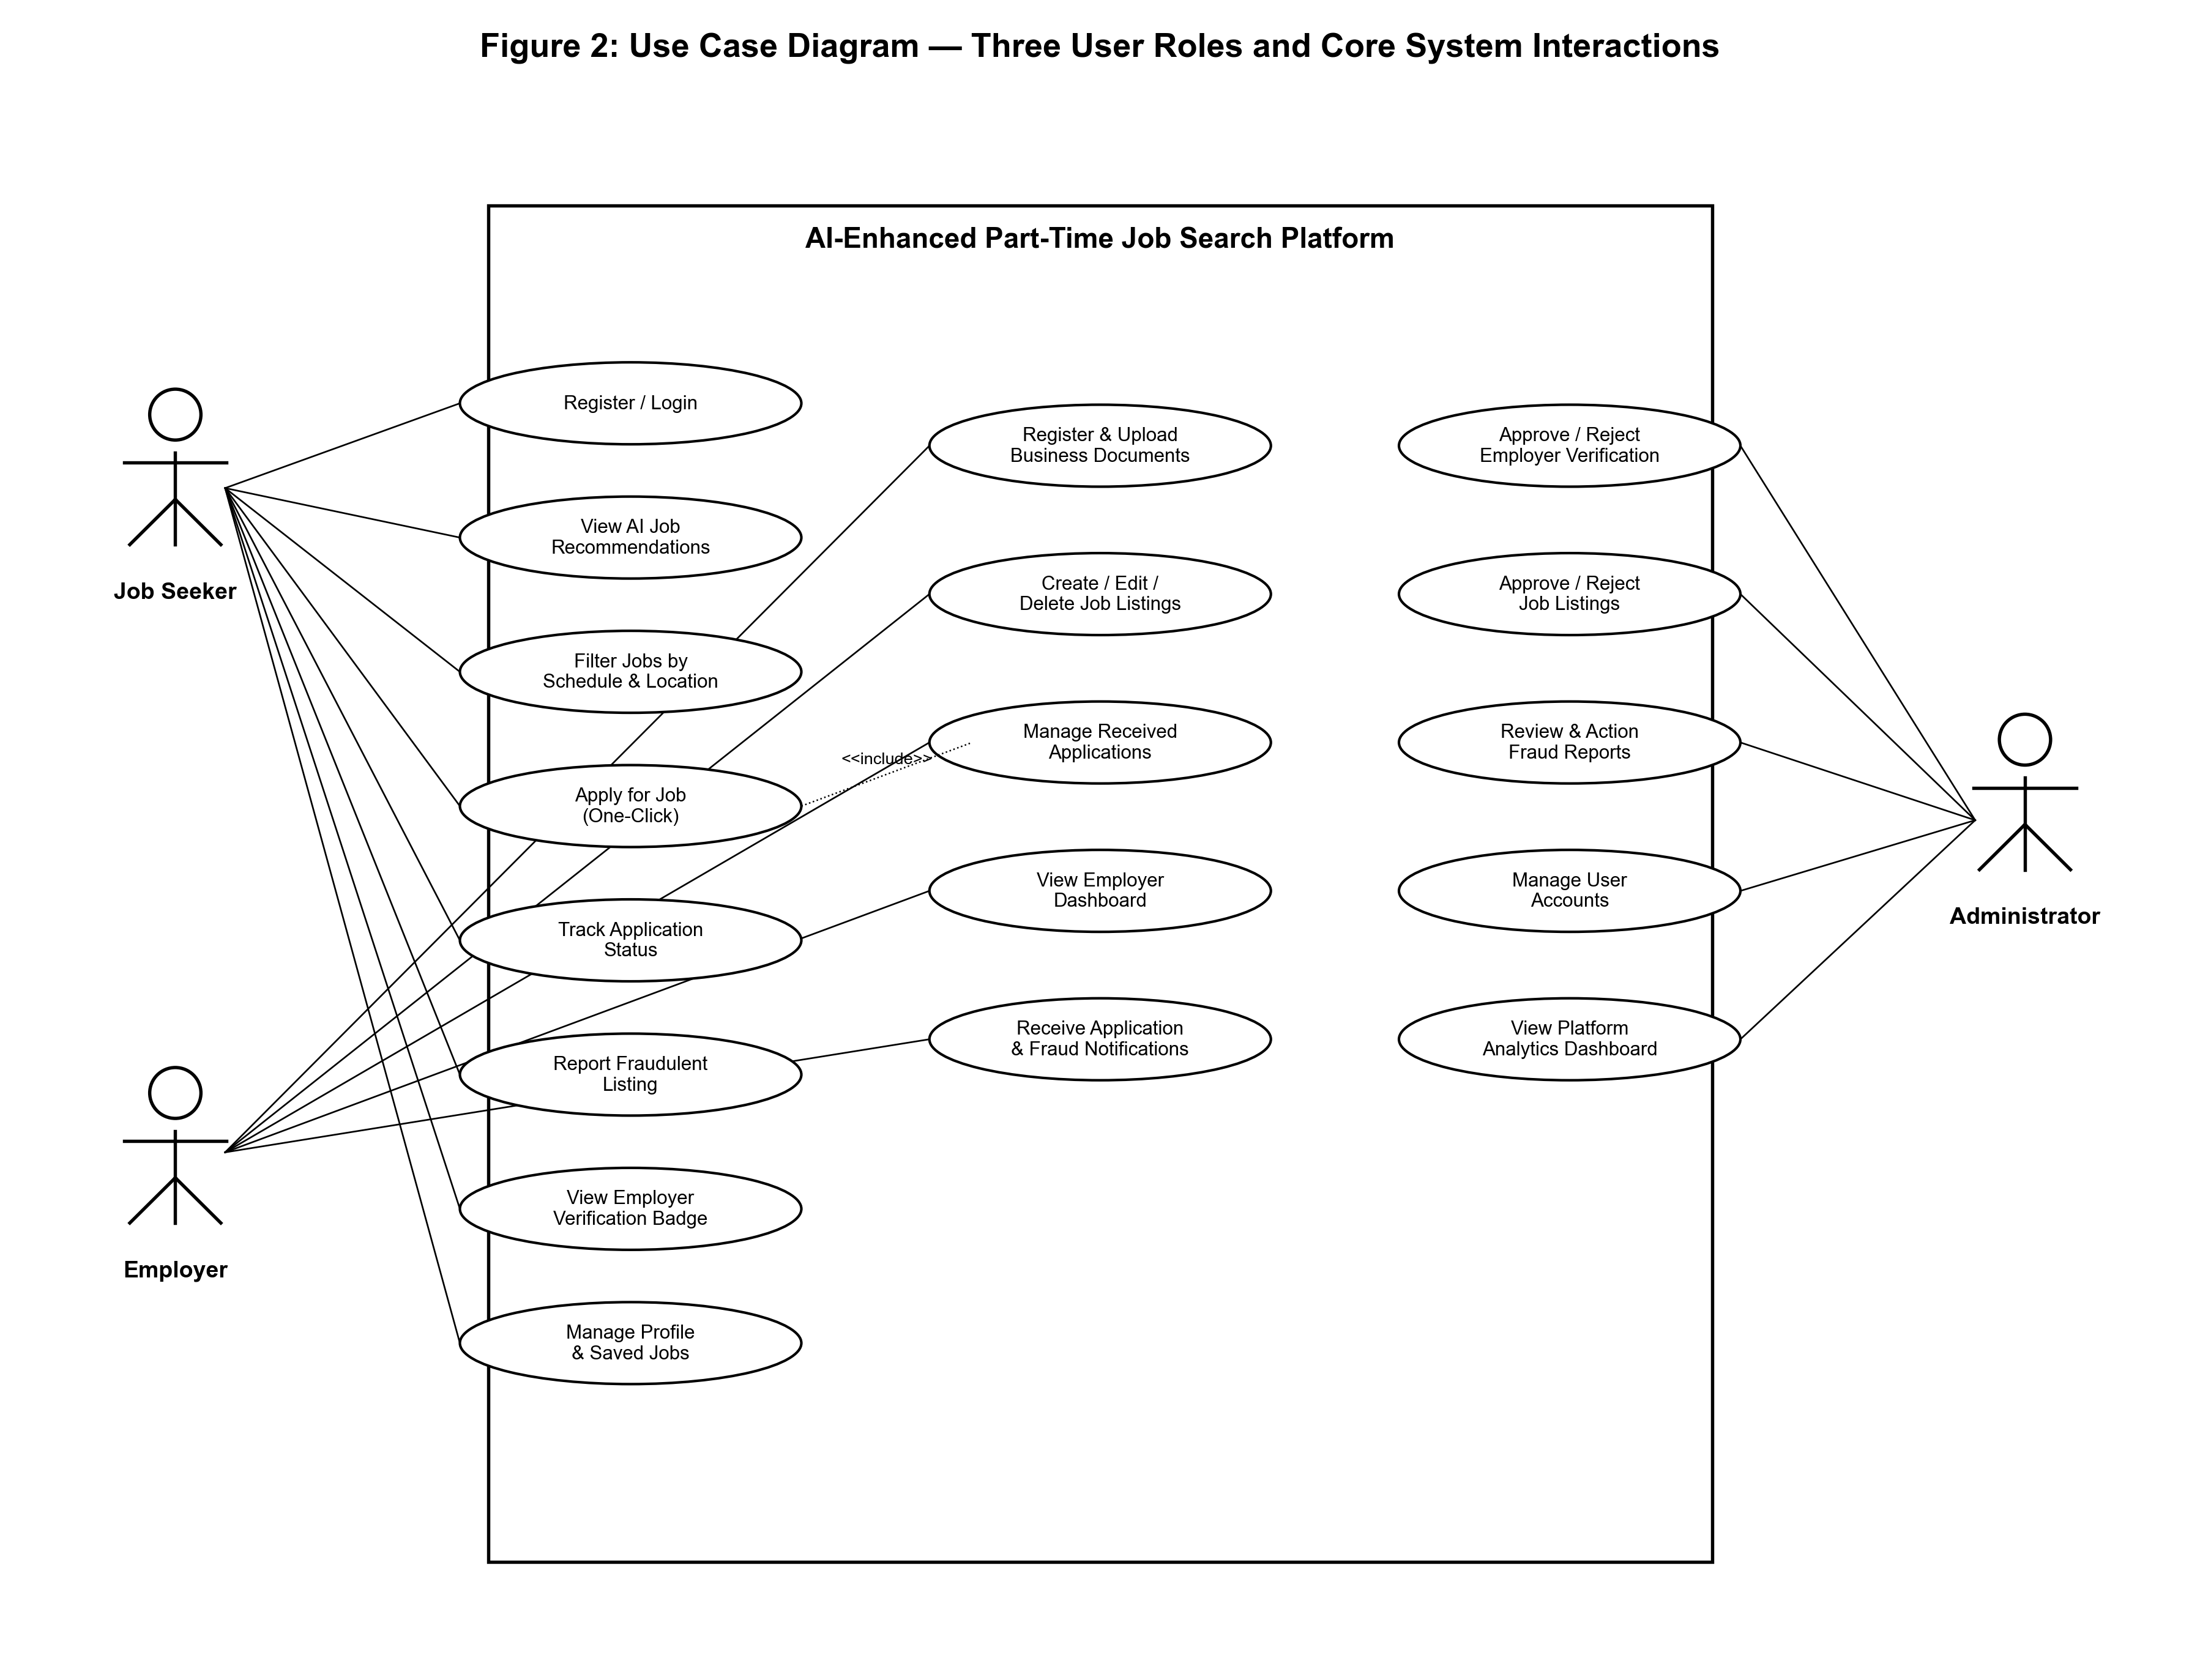 Figure 2: Use Case Diagram — Three User Roles and Core System Interactions
AI-Enhanced Part-Time Job Search Platform
Job Seeker
Employer
Register / Login
View AI Job
Recommendations
Filter Jobs by
Schedule & Location
Apply for Job
(One-Click)
Track Application
Status
Report Fraudulent
Listing
View Employer
Verification Badge
Manage Profile
& Saved Jobs
<<include>>
Register & Upload
Business Documents
Create / Edit /
Delete Job Listings
Manage Received
Applications
View Employer
Dashboard
Receive Application
& Fraud Notifications
Approve / Reject
Employer Verification
Approve / Reject
Job Listings
Review & Action
Fraud Reports
Manage User
Accounts
View Platform
Analytics Dashboard
Administrator